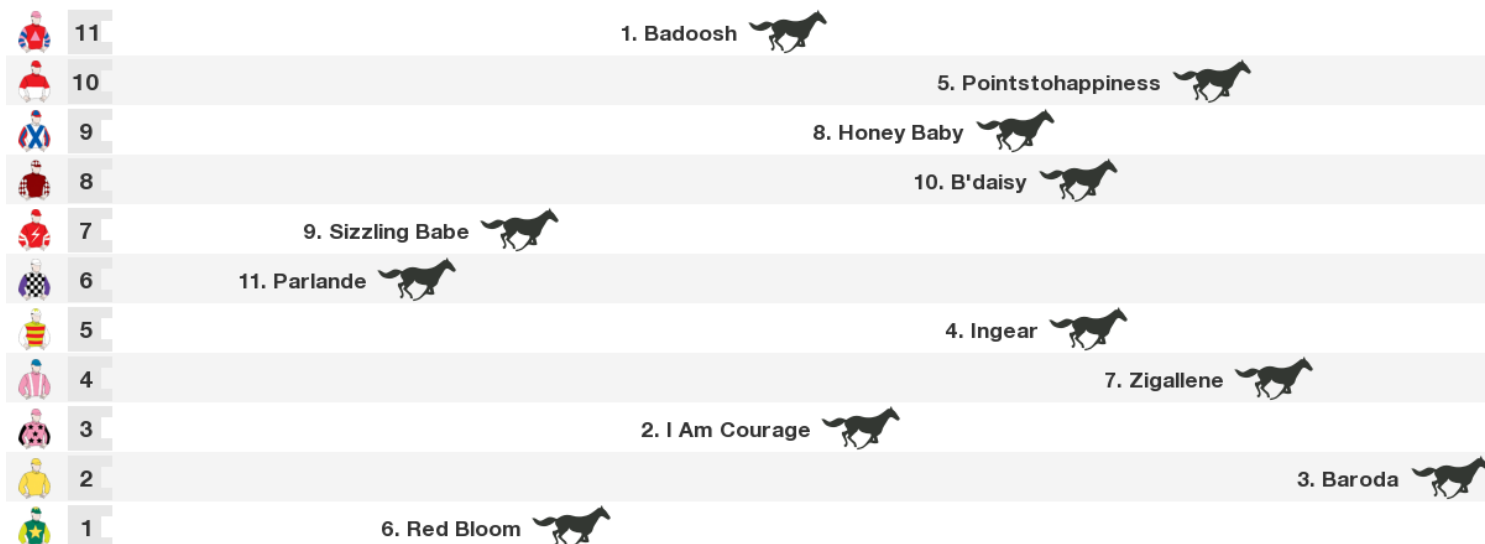 11 1. Badoosh
10 5. Pointstohappiness
9 8. Honey Baby
8 10. B'daisy
7 9. Sizzling Babe
6 11. Parlande
5 4. Ingear
4 7. Zigallene
3 2. I Am Courage
2 3. Baroda
1 6. Red Bloom